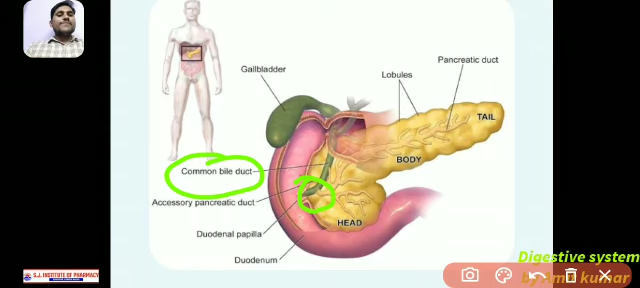 Gallbladder
Pancreatic duct
Lobules
TAIL
BODY
Common bile duct
Accessory pancreatic duct
HEAD
Duodenal papilla
Duodenum
Digestive system
S.J. INSTITUTE OF PHARMACY